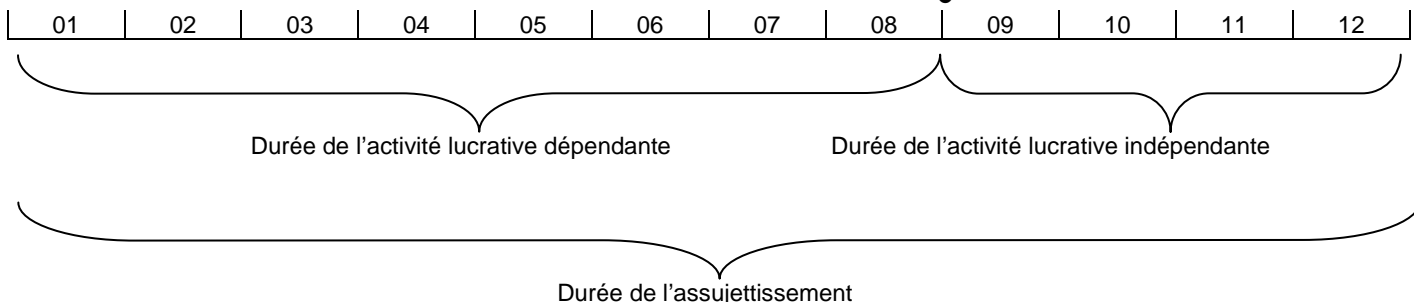 01 02 03 04 05 06 07 08 09 10 11 12
Durée de l’activité lucrative dépendante Durée de l’activité lucrative indépendante
Durée de l’assujettissement